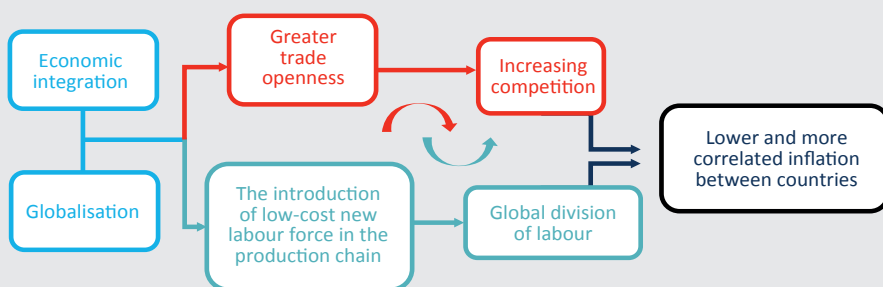 Economic
integration
Globalisation
Greater
trade
openness
Increasing
competition
The introduction
of low-cost new
labour force in the
production chain
Global division
of labour
Lower and more
correlated inflation
between countries